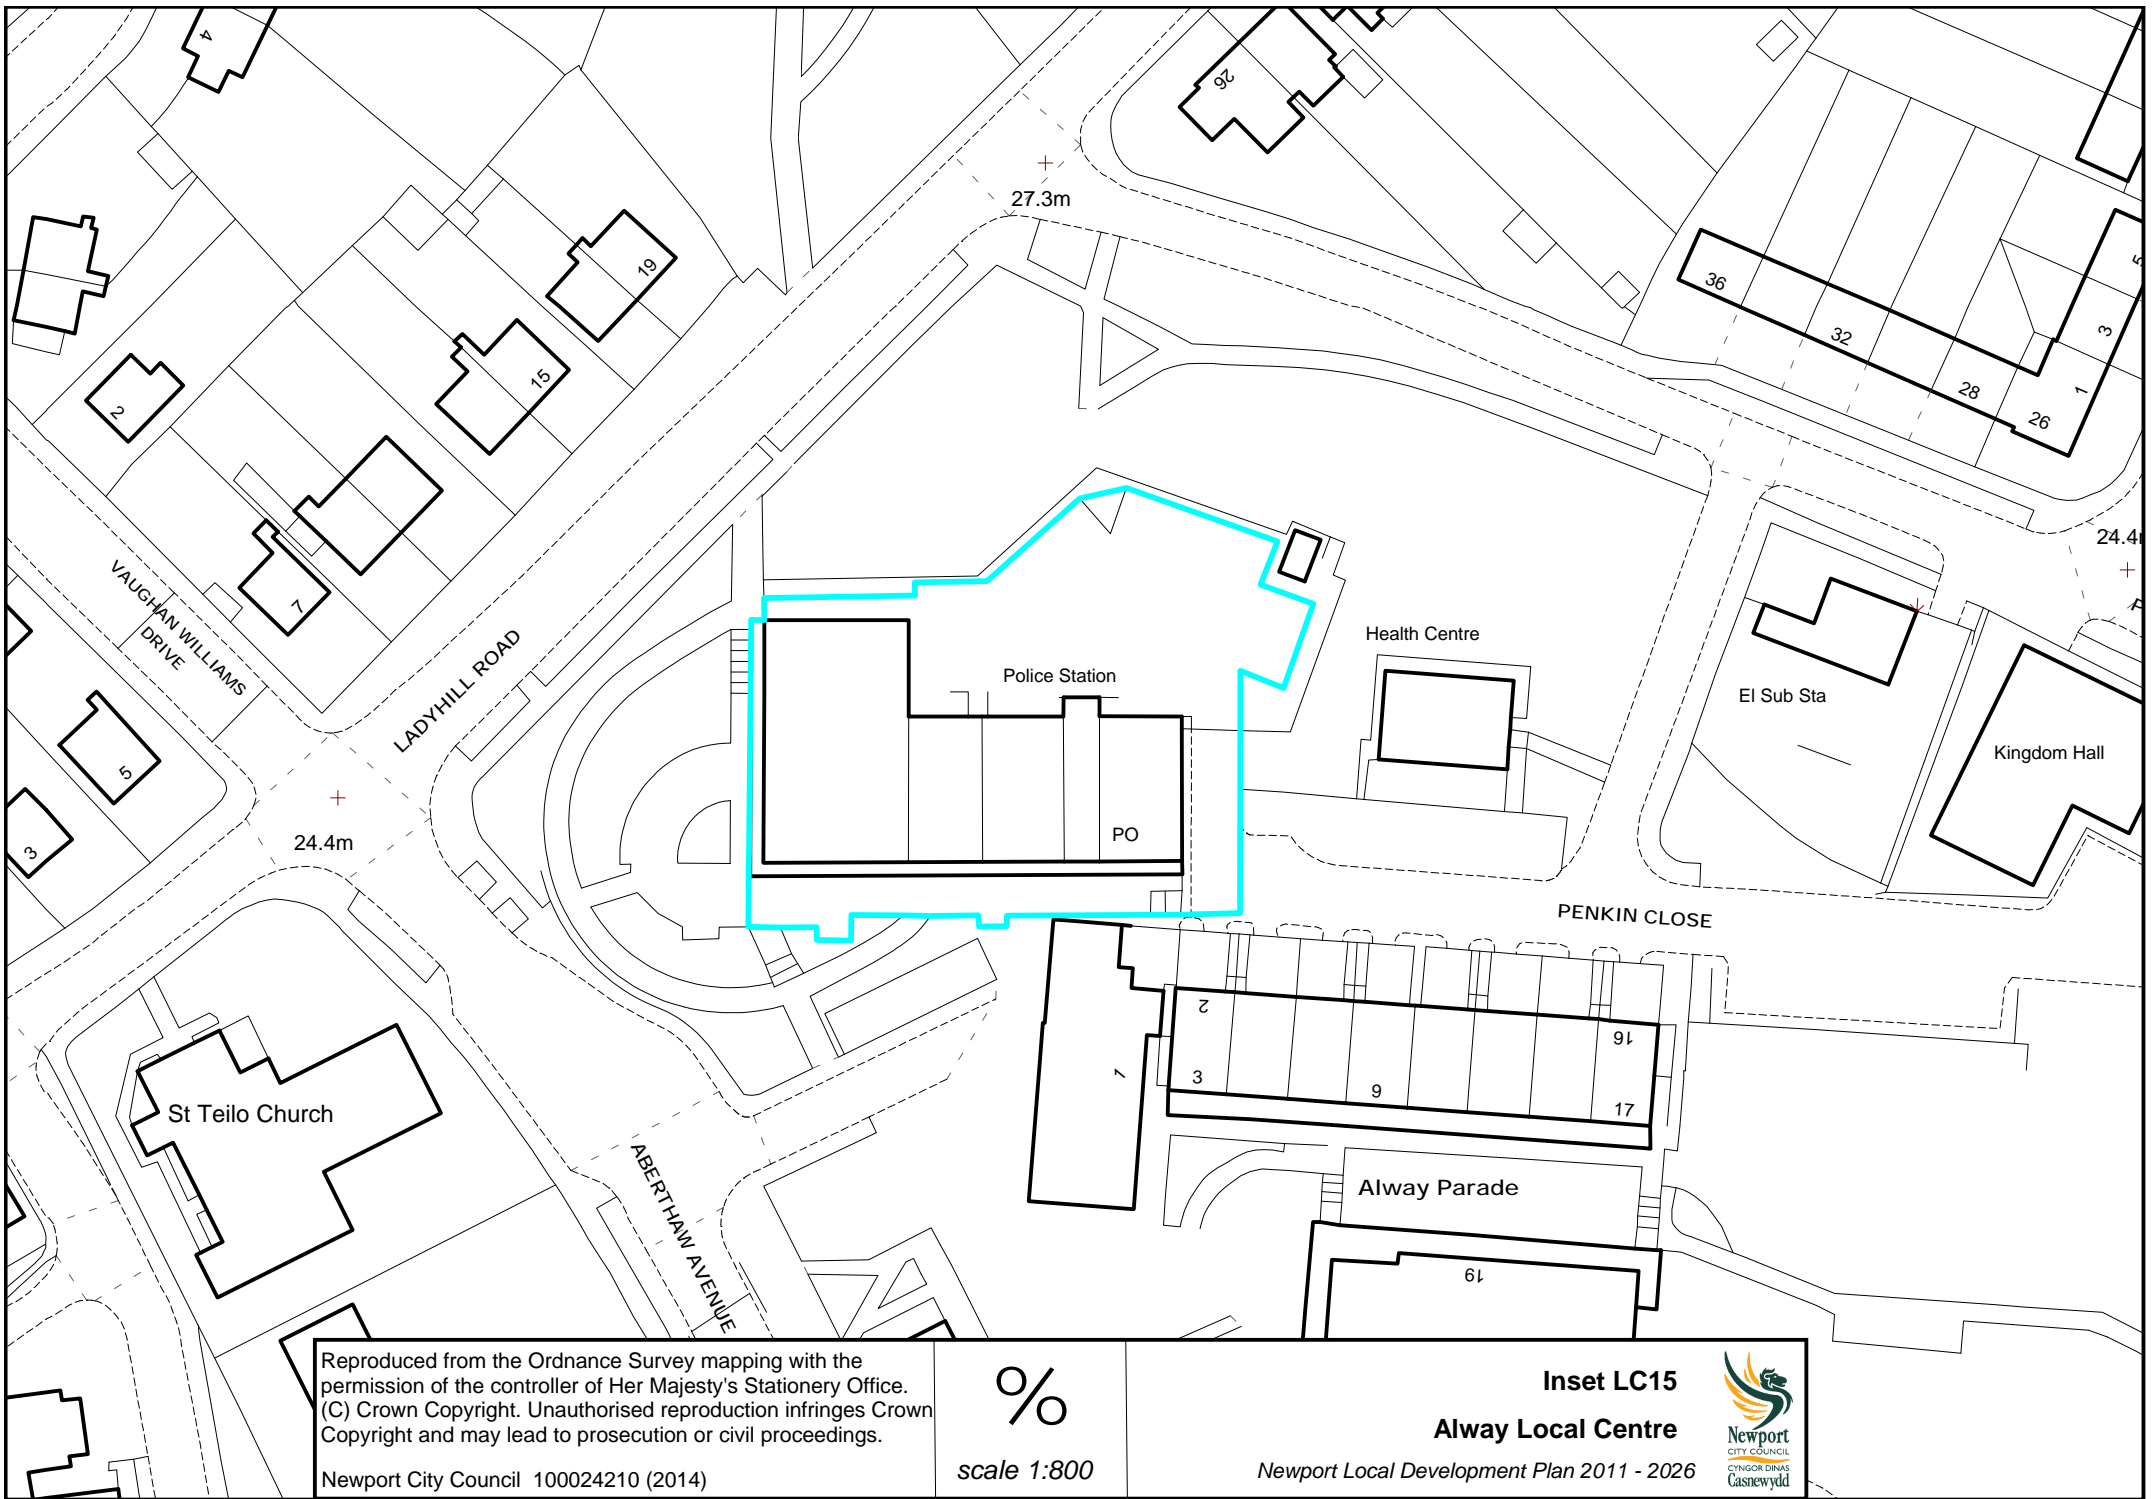 4
26
27.3m
19
36
5
32
3
15
28
1
2
26
24.4
VAUGHAN WILLIAMS
DRIVE
7
LADYHILL ROAD
Health Centre
Police Station
El Sub Sta
Kingdom Hall
5
PO
24.4m
3
PENKIN CLOSE
2
16
1
3
9
17
St Teilo Church
ABERTHAW AVENUE
Alway Parade
19
Reproduced from the Ordnance Survey mapping with the
permission of the controller of Her Majesty's Stationery Office.
(C) Crown Copyright. Unauthorised reproduction infringes Crown
Copyright and may lead to prosecution or civil proceedings.
Newport City Council 100024210 (2014)
%
scale 1:800
Inset LC15
Alway Local Centre
Newport Local Development Plan 2011 - 2026
Newport
CITY COUNCIL
CYNGOR DINAS
Casnewydd